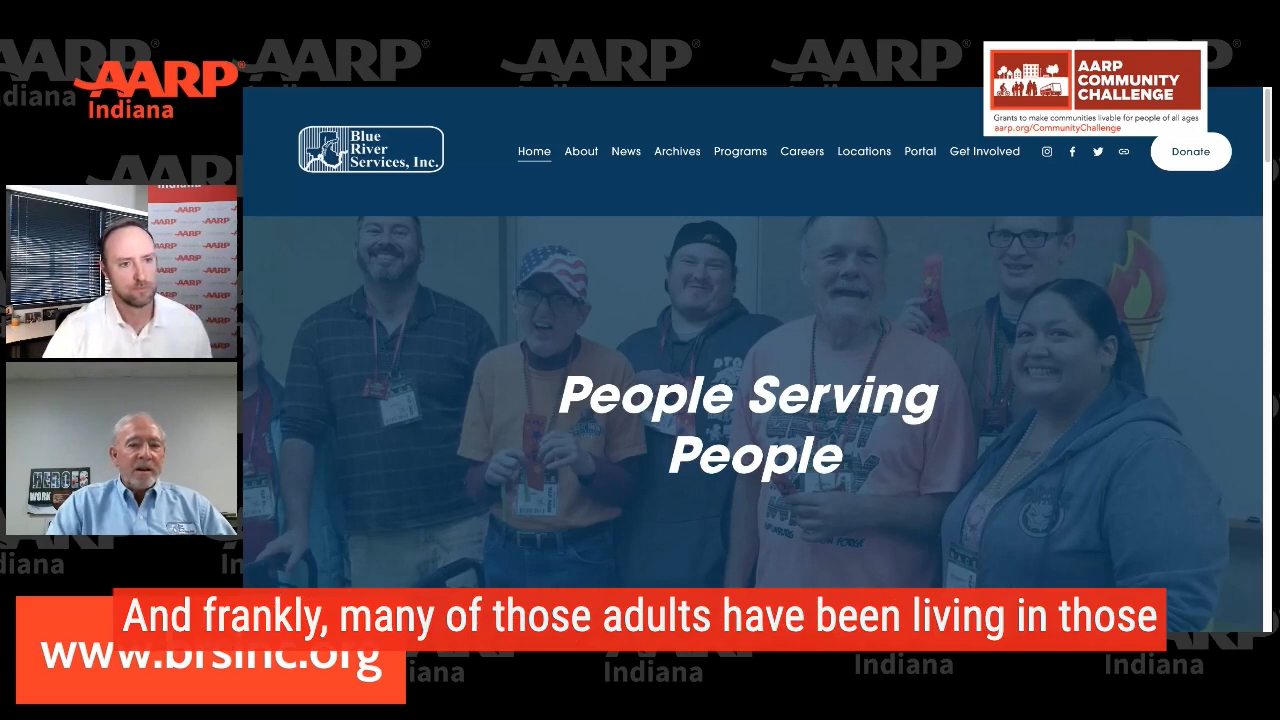 AARP®
Indiana
AARP
COMMUNITY
CHALLENGE
Grants to make communities livable for people of all ages
aarp.org/CommunityChallenge
Blue
River
Services, Inc.
Home About News Archives Programs Careers Locations Portal Get Involved Donate
HEROES
WORK
People Serving
People
And frankly, many of those adults have been living in those
www.brsinc.org